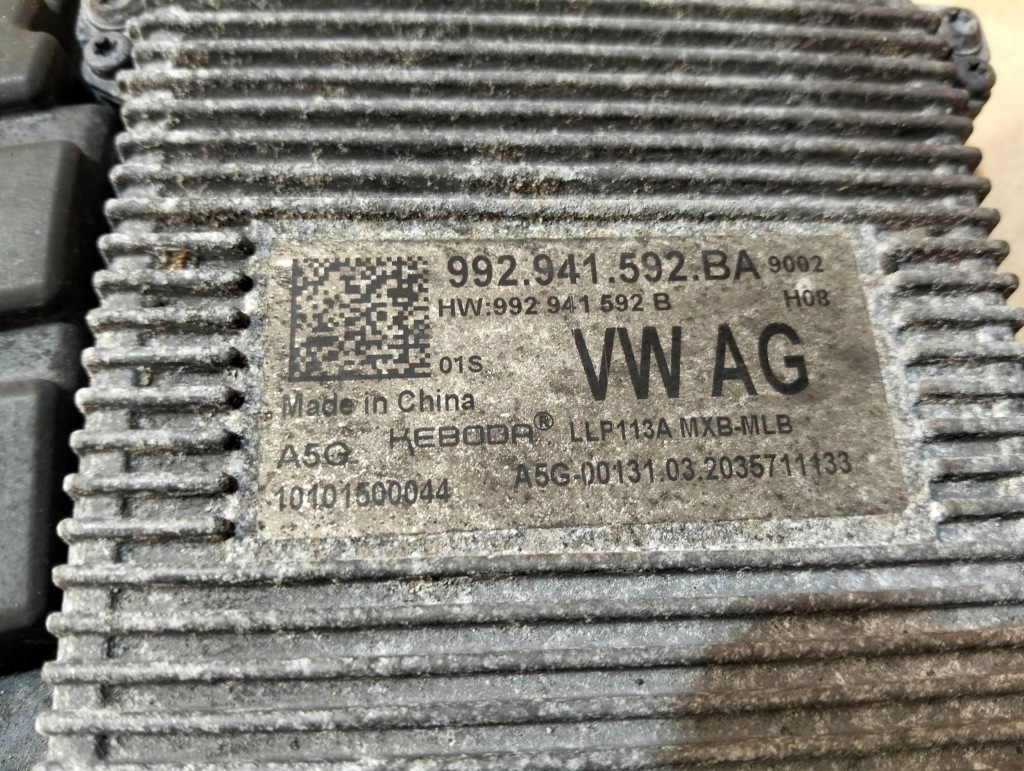 992.941.592.BA 9002
HW:992 941 592 B H08
01S VW AG
Made in China
KEBODA® LLP113A MXB-MLB
A5G A5G-00131.03.2035711133
10101500044